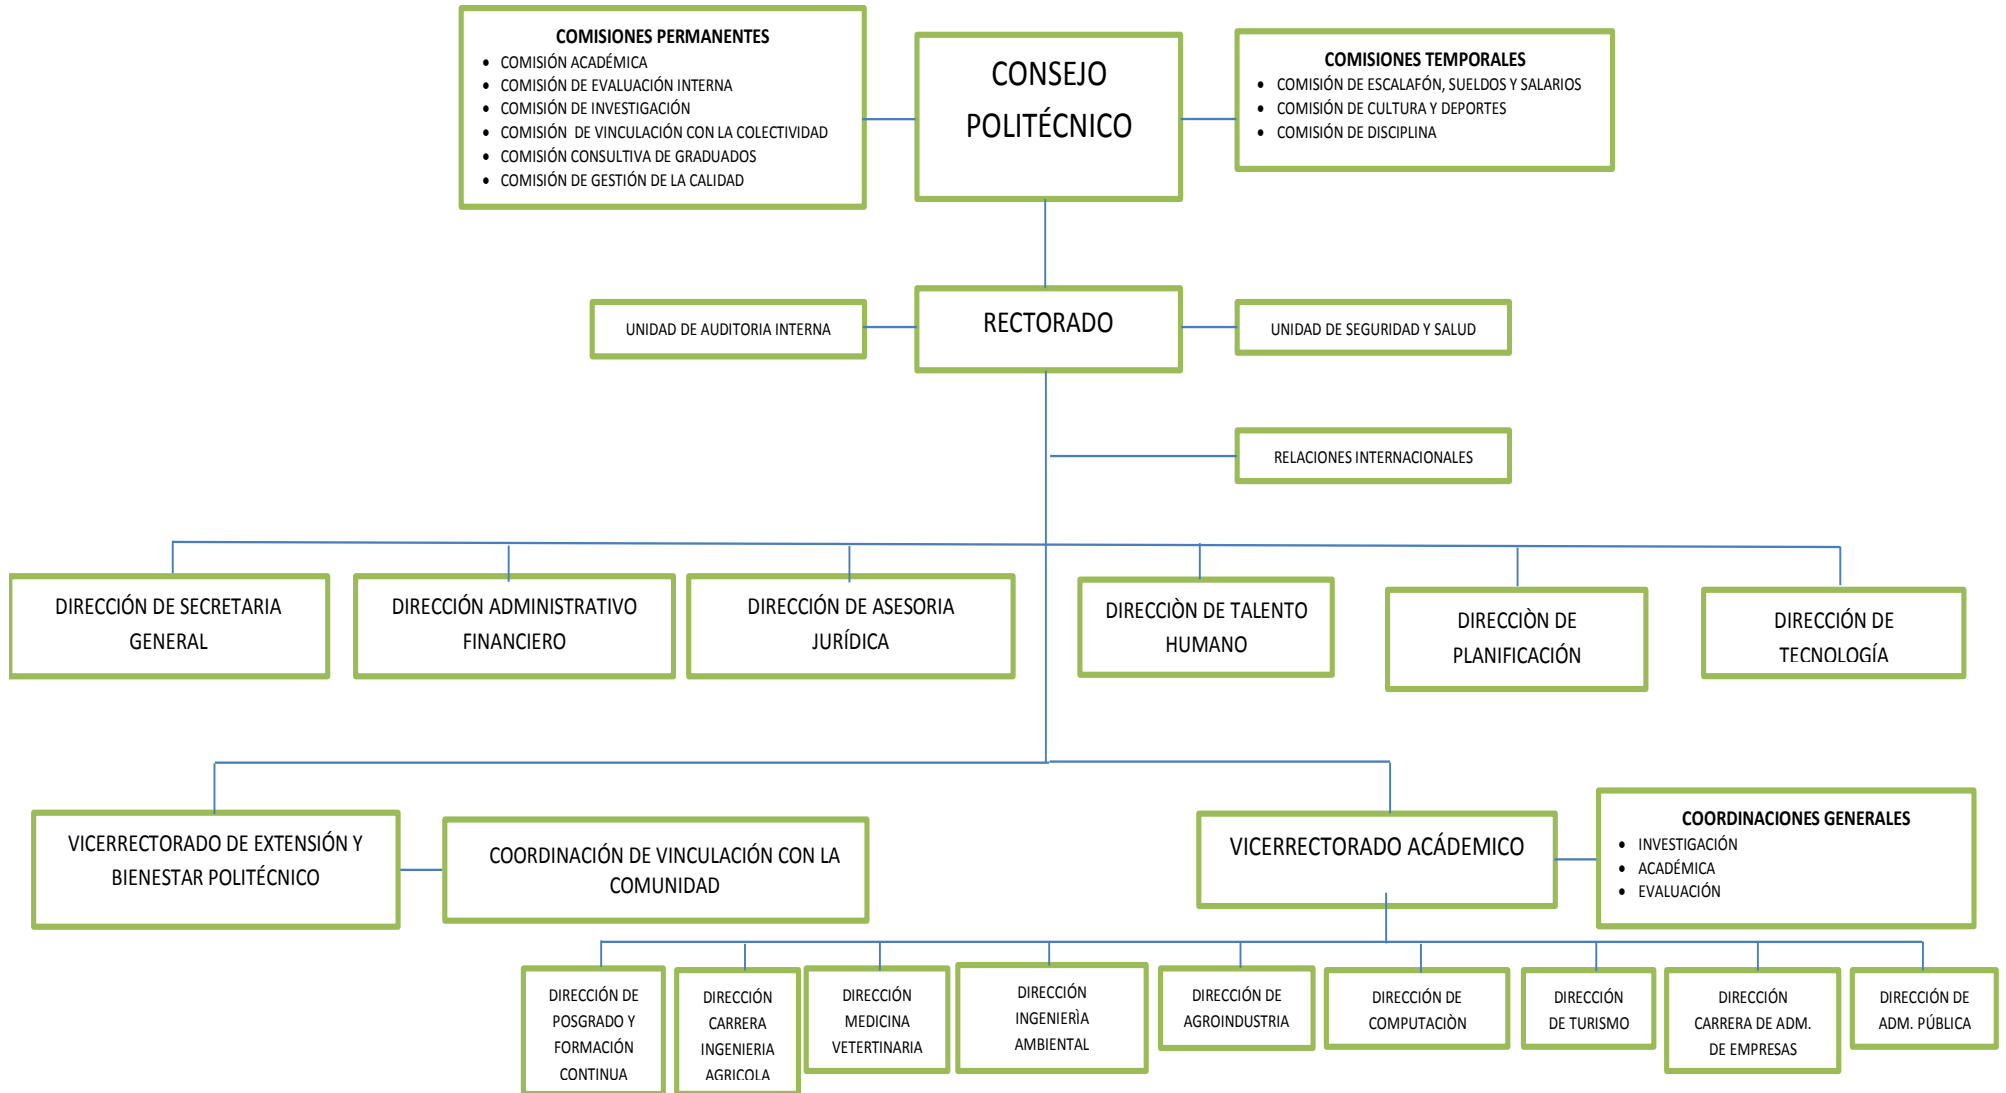 COMISIONES PERMANENTES
• COMISIÓN ACADÉMICA
• COMISIÓN DE EVALUACIÓN INTERNA
• COMISIÓN DE INVESTIGACIÓN
• COMISIÓN DE VINCULACIÓN CON LA COLECTIVIDAD
• COMISIÓN CONSULTIVA DE GRADUADOS
• COMISIÓN DE GESTIÓN DE LA CALIDAD
CONSEJO
POLITÉCNICO
COMISIONES TEMPORALES
• COMISIÓN DE ESCALAFÓN, SUELDOS Y SALARIOS
• COMISIÓN DE CULTURA Y DEPORTES
• COMISIÓN DE DISCIPLINA
UNIDAD DE AUDITORIA INTERNA
RECTORADO
UNIDAD DE SEGURIDAD Y SALUD
RELACIONES INTERNACIONALES
DIRECCIÓN DE SECRETARIA
GENERAL
DIRECCIÓN ADMINISTRATIVO
FINANCIERO
DIRECCIÓN DE ASESORIA
JURÍDICA
DIRECCIÒN DE TALENTO
HUMANO
DIRECCIÒN DE
PLANIFICACIÓN
DIRECCIÓN DE
TECNOLOGÍA
VICERRECTORADO DE EXTENSIÓN Y
BIENESTAR POLITÉCNICO
COORDINACIÓN DE VINCULACIÓN CON LA
COMUNIDAD
VICERRECTORADO ACÁDEMICO
COORDINACIONES GENERALES
• INVESTIGACIÓN
• ACADÉMICA
• EVALUACIÓN
DIRECCIÓN DE
POSGRADO Y
FORMACIÓN
CONTINUA
DIRECCIÓN
CARRERA
INGENIERIA
AGRICOLA
DIRECCIÓN
MEDICINA
VETERTINARIA
DIRECCIÓN
INGENIERÌA
AMBIENTAL
DIRECCIÓN DE
AGROINDUSTRIA
DIRECCIÓN DE
COMPUTACIÒN
DIRECCIÓN
DE TURISMO
DIRECCIÓN
CARRERA DE ADM.
DE EMPRESAS
DIRECCIÓN DE
ADM. PÚBLICA